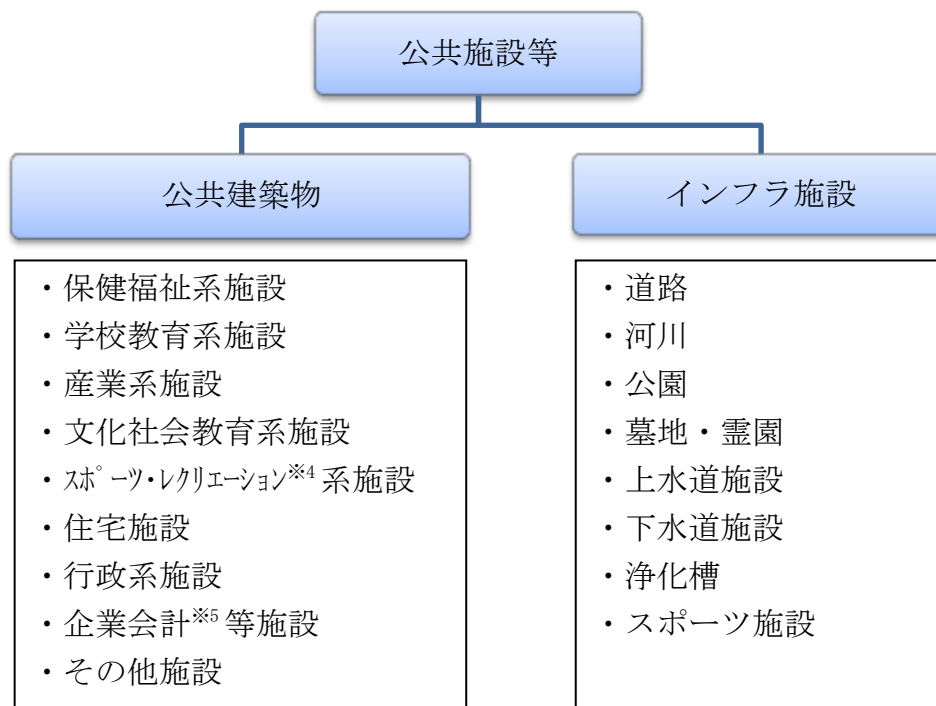 公共施設等
公共建築物
・保健福祉系施設
・学校教育系施設
・産業系施設
・文化社会教育系施設
・ｽﾎﾟｰﾂ・ﾚｸﾘｴｰｼｮﾝ※4 系施設
・住宅施設
・行政系施設
・企業会計※5 等施設
・その他施設
インフラ施設
・道路
・河川
・公園
・墓地・霊園
・上水道施設
・下水道施設
・浄化槽
・スポーツ施設